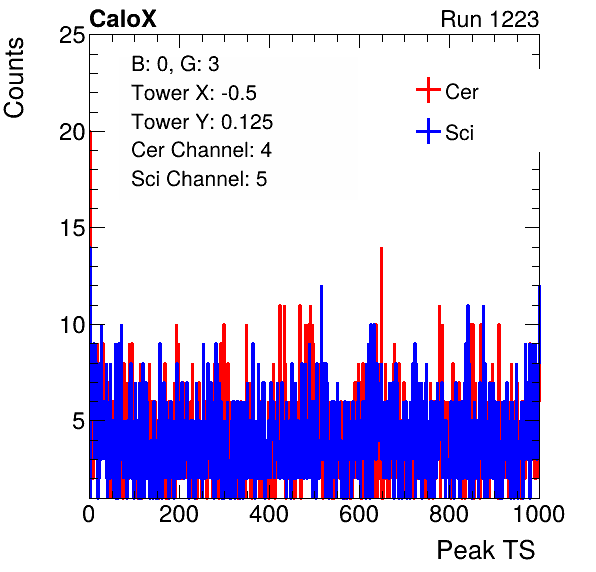 CaloX Run 1223
Counts
25
20
15
10
5
B: 0, G: 3
Tower X: -0.5
Tower Y: 0.125
Cer Channel: 4
Sci Channel: 5
Cer
Sci
0 200 400 600 800 1000
Peak TS